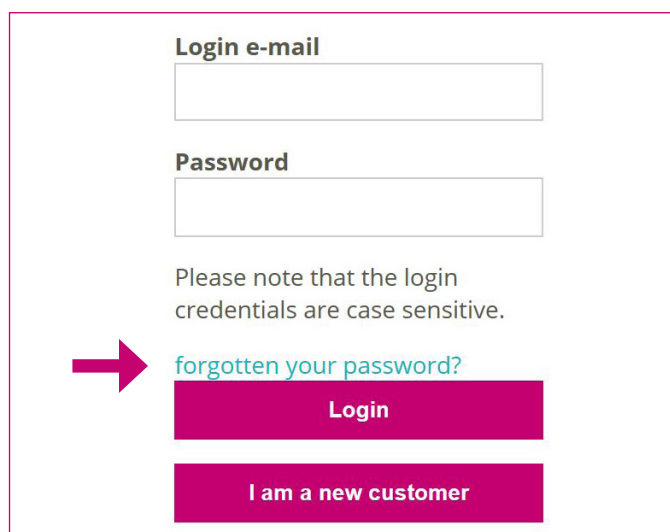 Login e-mail
Password
Please note that the login
credentials are case sensitive.
forgotten your password?
Login
I am a new customer